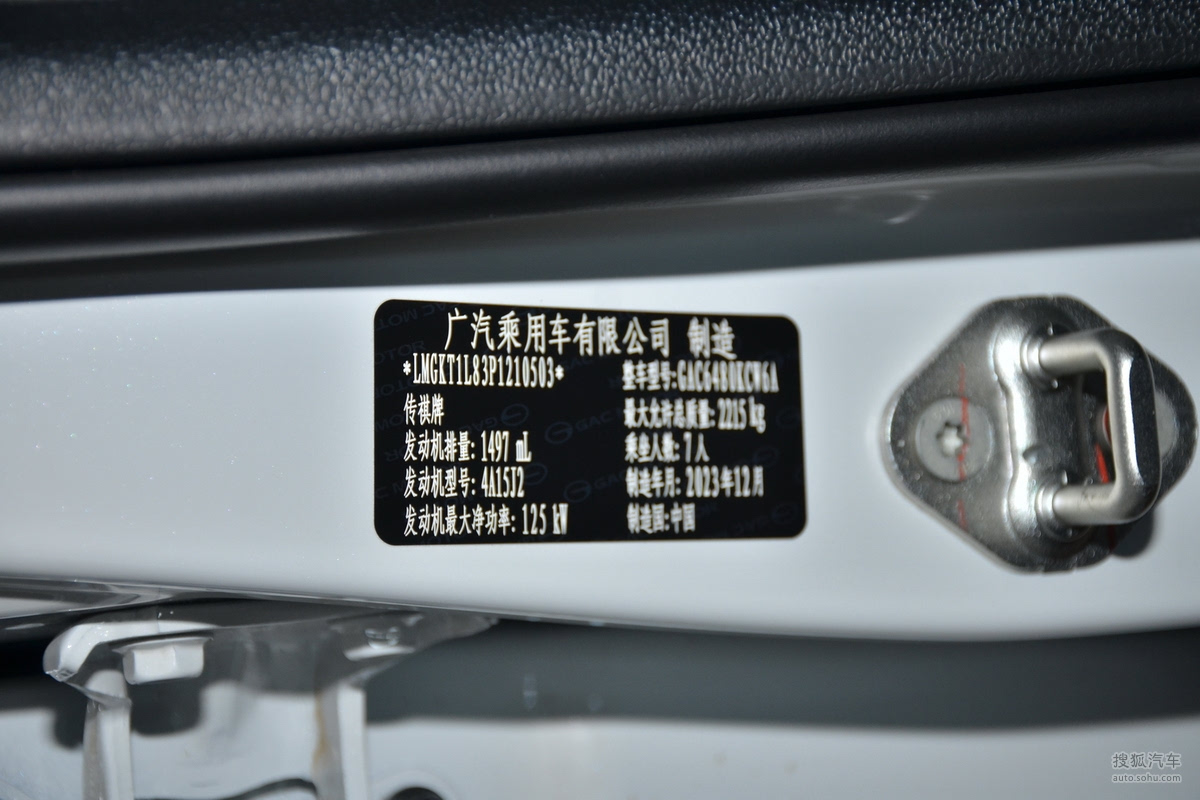 广汽乘用车有限公司 制造
*LMGKT1L83P1210503* 整车型号:GAC6480KCW6A
传祺牌 最大允许总质量: 2215 kg
发动机排量: 1497 mL 乘坐人数: 7人
发动机型号: 4A15J2 制造年月: 2023年12月
发动机最大净功率: 125 kW 制造国:中国
GAC MOTOR
搜狐汽车
auto.sohu.com